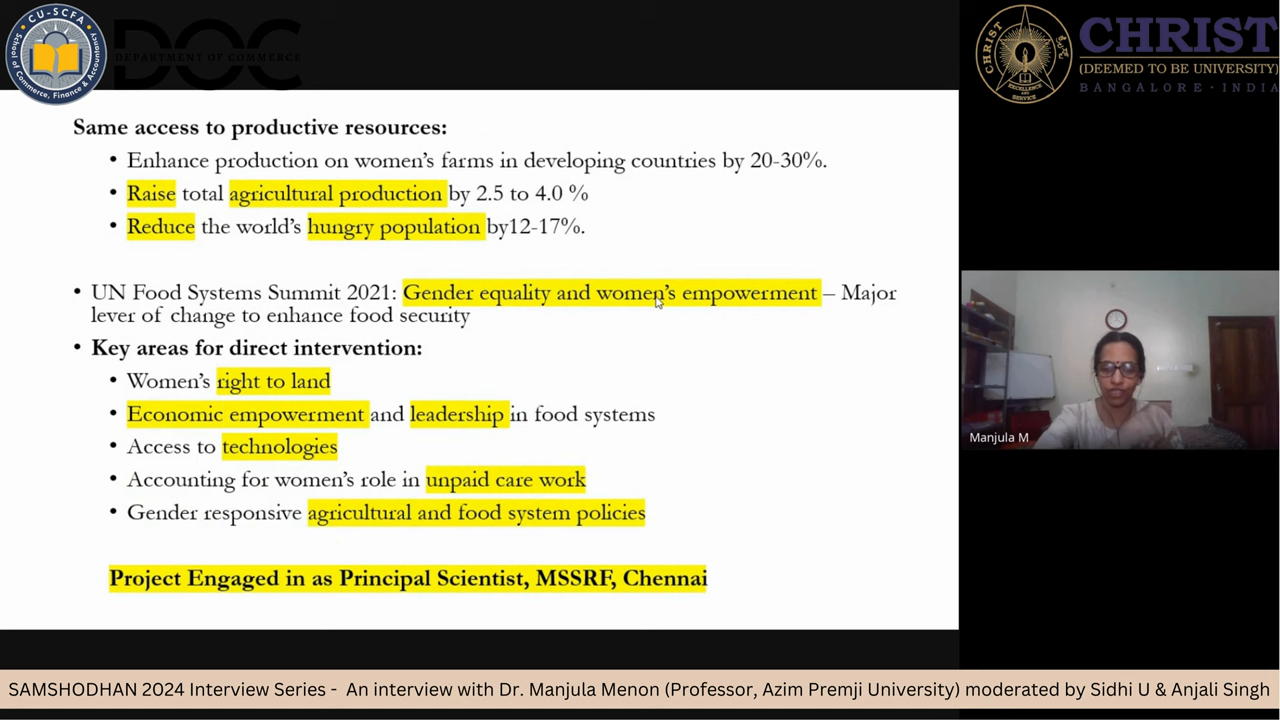 CU-SCFA
School of Commerce, Finance & Accountancy
DOC
DEPARTMENT OF COMMERCE
CHRIST
EXCELLENCE AND SERVICE
CHRIST
(DEEMED TO BE UNIVERSITY)
BANGALORE · INDIA
Same access to productive resources:
• Enhance production on women's farms in developing countries by 20-30%.
• Raise total agricultural production by 2.5 to 4.0 %
• Reduce the world's hungry population by12-17%.
• UN Food Systems Summit 2021: Gender equality and women's empowerment – Major
lever of change to enhance food security
• Key areas for direct intervention:
• Women's right to land
• Economic empowerment and leadership in food systems
• Access to technologies
• Accounting for women's role in unpaid care work
• Gender responsive agricultural and food system policies
Project Engaged in as Principal Scientist, MSSRF, Chennai
Manjula M
SAMSHODHAN 2024 Interview Series - An interview with Dr. Manjula Menon (Professor, Azim Premji University) moderated by Sidhi U & Anjali Singh